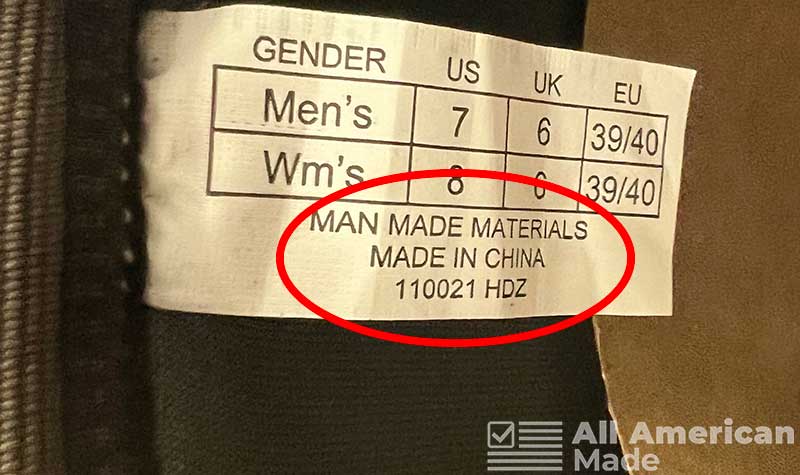 GENDER US UK EU
Men's 7 6 39/40
Wm's 8 6 39/40
MAN MADE MATERIALS
MADE IN CHINA
110021 HDZ
All American
Made